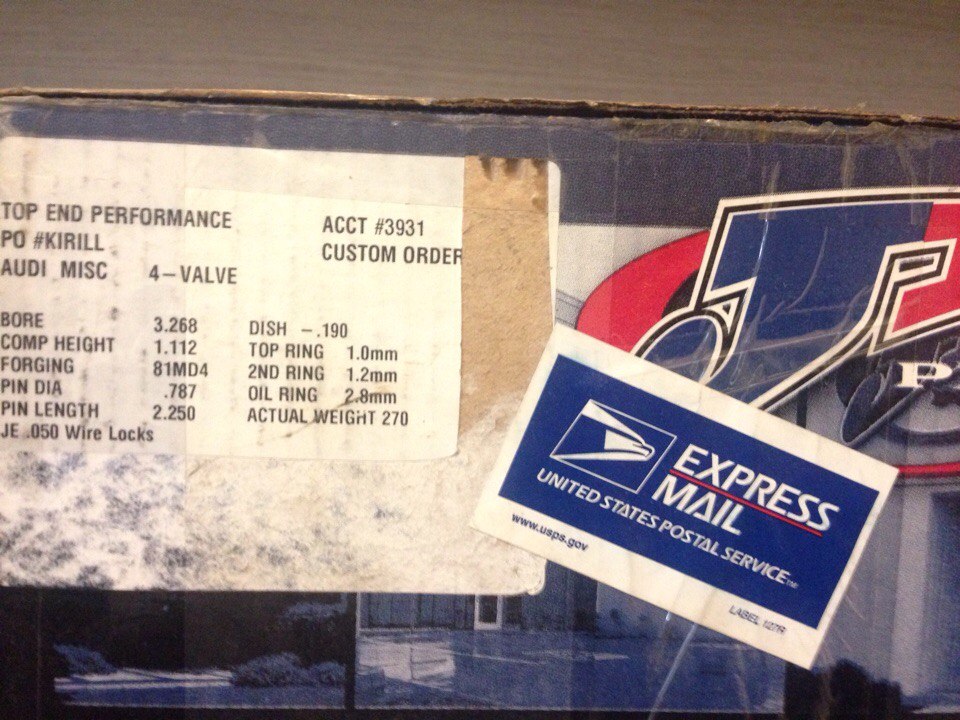 TOP END PERFORMANCE
ACCT #3931
PO #KIRILL
CUSTOM ORDER
AUDI MISC 4-VALVE
BORE 3.268
DISH -.190
COMP HEIGHT 1.112
TOP RING 1.0mm
FORGING 81MD4
2ND RING 1.2mm
PIN DIA .787
OIL RING 2.8mm
PIN LENGTH 2.250
ACTUAL WEIGHT 270
JE .050 Wire Locks
EXPRESS
MAIL
UNITED STATES POSTAL SERVICE™
www.usps.gov
LABEL 127R